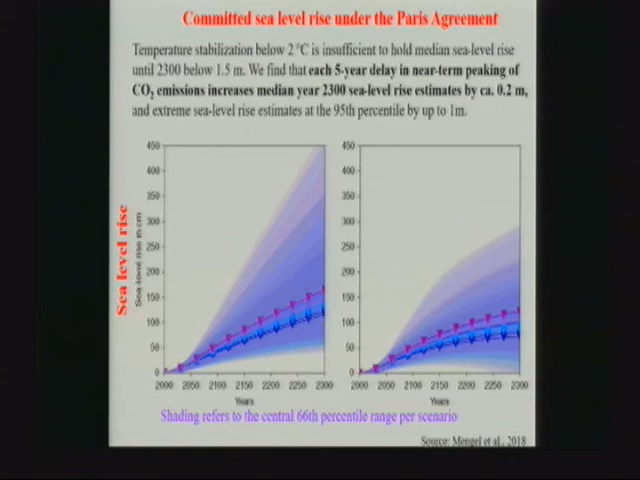 Committed sea level rise under the Paris Agreement
Temperature stabilization below 2 °C is insufficient to hold median sea-level rise
until 2300 below 1.5 m. We find that each 5-year delay in near-term peaking of
CO₂ emissions increases median year 2300 sea-level rise estimates by ca. 0.2 m,
and extreme sea-level rise estimates at the 95th percentile by up to 1m.
Sea level rise
Sea-level rise in cm
450
400
350
300
250
200
150
100
50
0
2000 2050 2100 2150 2200 2250 2300
Years
450
400
350
300
250
200
150
100
50
0
2000 2050 2100 2150 2200 2250 2300
Years
Shading refers to the central 66th percentile range per scenario
Source: Mengel et al., 2018